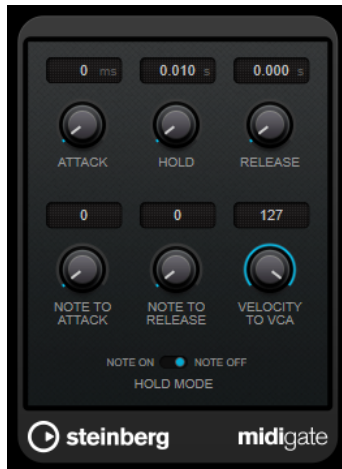 0 ms 0.010 s 0.000 s
ATTACK HOLD RELEASE
0 0 127
NOTE TO ATTACK NOTE TO RELEASE VELOCITY TO VCA
NOTE ON NOTE OFF
HOLD MODE
steinberg midigate